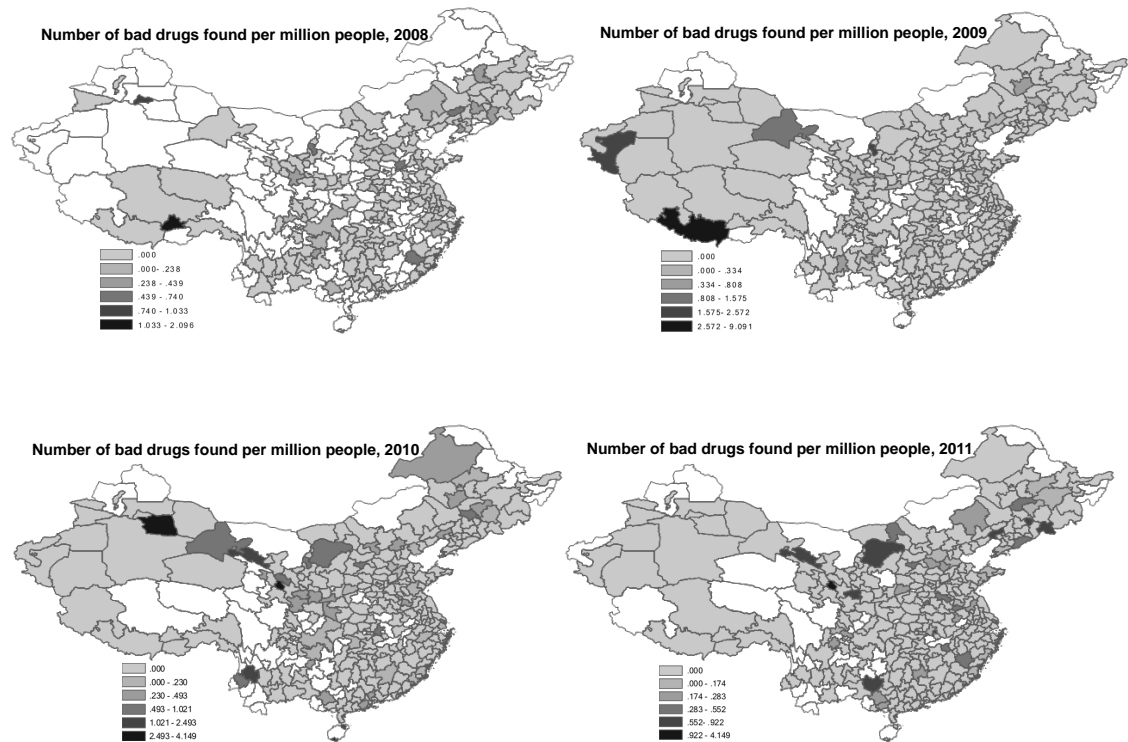 Number of bad drugs found per million people, 2008
.000
.000- .238
.238 - .439
.439 - .740
.740 - 1.033
1.033 - 2.096
Number of bad drugs found per million people, 2009
.000
.000 - .334
.334 - .808
.808 - 1.575
1.575- 2.572
2.572 - 9.091
Number of bad drugs found per million people, 2010
.000
.000 - .230
.230 - .493
.493 - 1.021
1.021 - 2.493
2.493 - 4.149
Number of bad drugs found per million people, 2011
.000
.000 - .174
.174 - .283
.283 - .552
.552- .922
.922 - 4.149